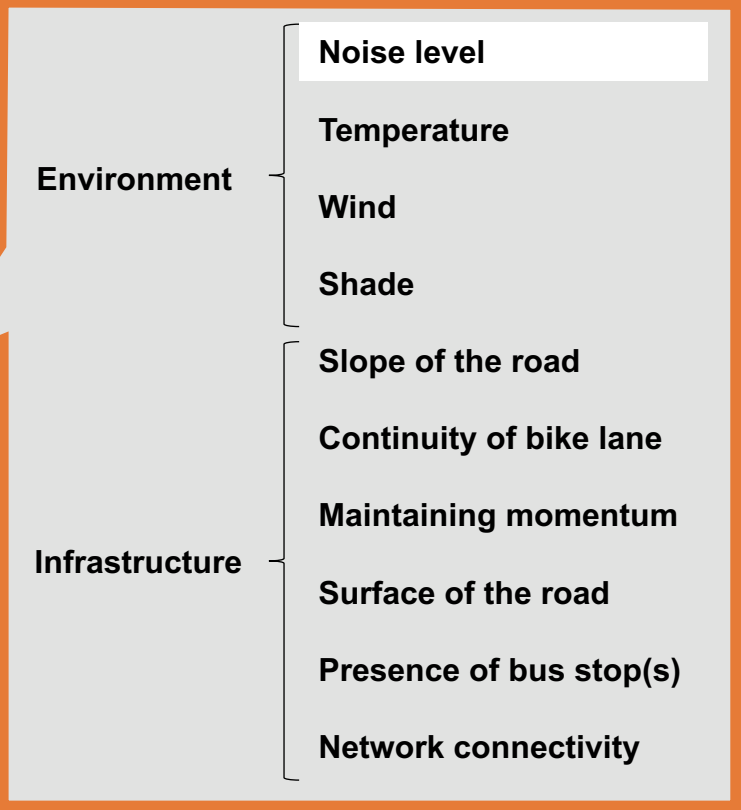 Environment
Noise level
Temperature
Wind
Shade
Infrastructure
Slope of the road
Continuity of bike lane
Maintaining momentum
Surface of the road
Presence of bus stop(s)
Network connectivity